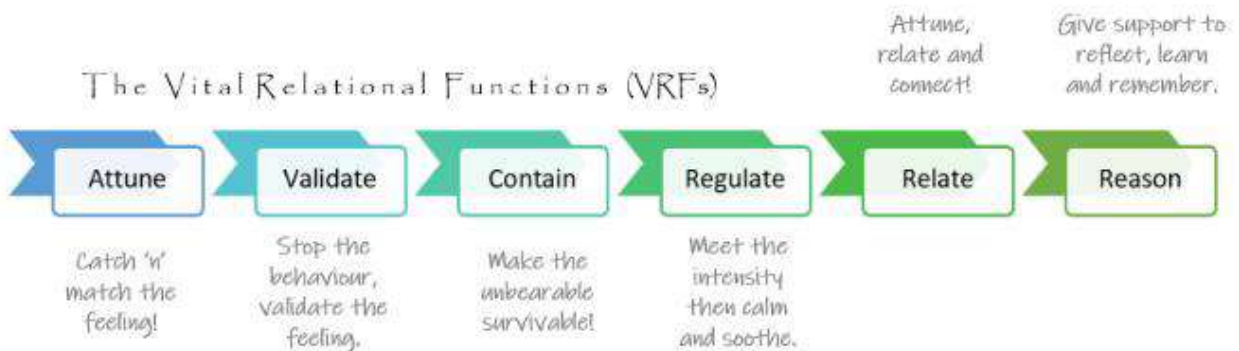 Attune,
relate and
connect!
Give support to
reflect, learn
and remember.
The Vital Relational Functions (VRFs)
Attune
Validate
Contain
Regulate
Relate
Reason
Catch 'n'
match the
feeling!
Stop the
behaviour,
validate the
feeling.
Make the
unbearable
survivable!
Meet the
intensity
then calm
and soothe.